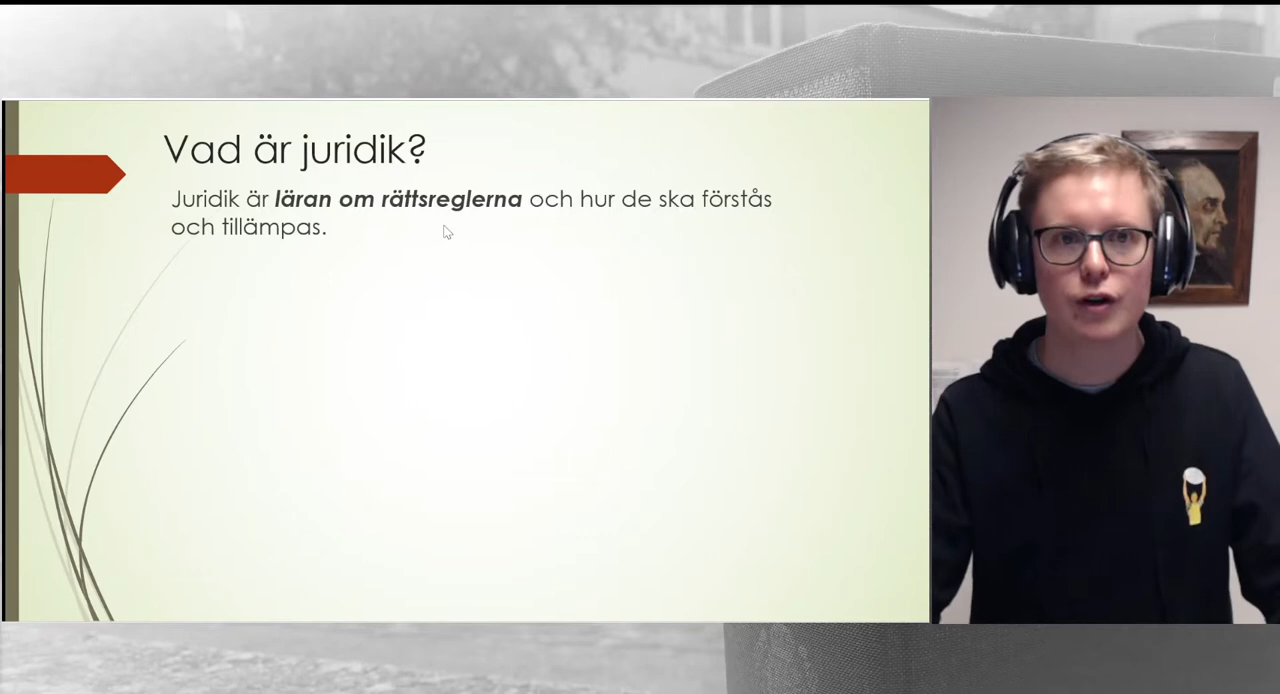 Vad är juridik?
Juridik är läran om rättsreglerna och hur de ska förstås
och tillämpas.